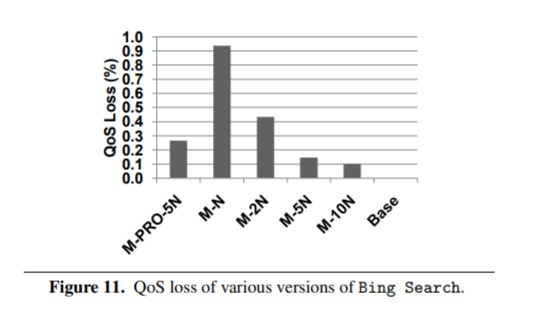 1.0
0.9
0.8
0.7
0.6
0.5
0.4
0.3
0.2
0.1
0.0
QoS Loss (%)
M-PRO-5N
M-N
M-2N
M-5N
M-10N
Base
Figure 11. QoS loss of various versions of Bing Search.